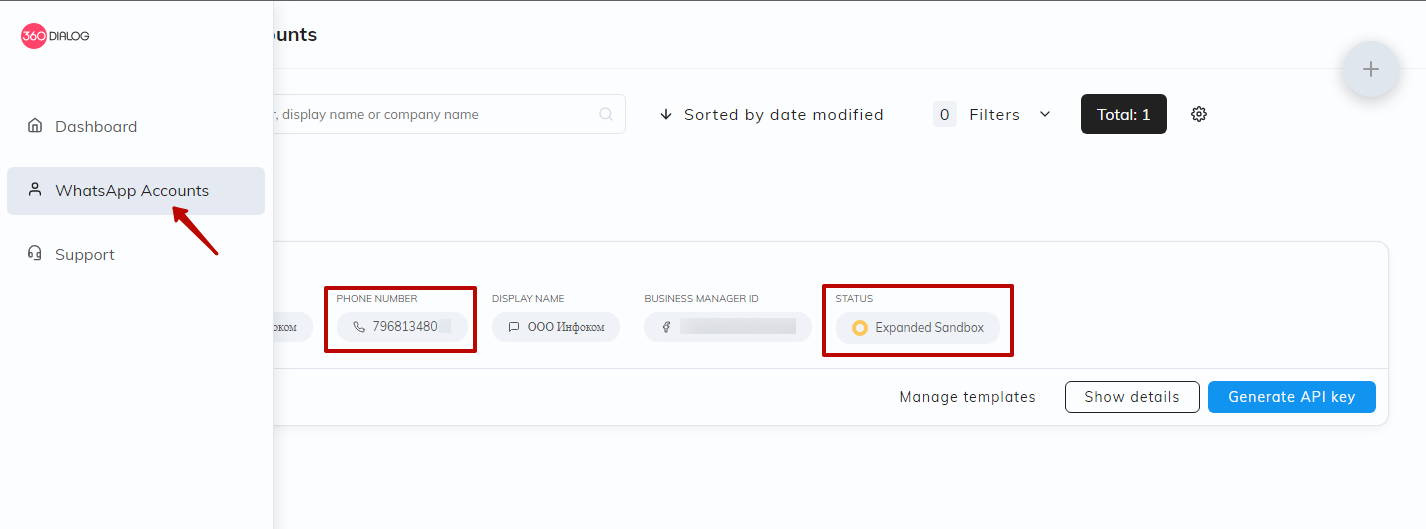 360 DIALOG
Dashboard
WhatsApp Accounts
Support
display name or company name
Sorted by date modified
0 Filters
Total: 1
PHONE NUMBER
796813480
DISPLAY NAME
ООО Инфоком
BUSINESS MANAGER ID
STATUS
Expanded Sandbox
Manage templates
Show details
Generate API key